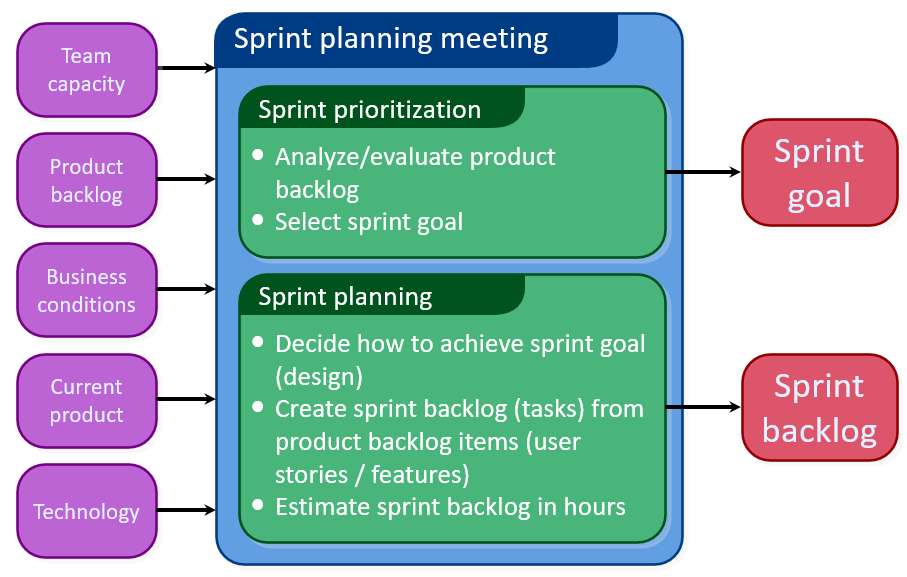 Team
capacity
Product
backlog
Business
conditions
Current
product
Technology
Sprint planning meeting
Sprint prioritization
• Analyze/evaluate product
backlog
• Select sprint goal
Sprint planning
• Decide how to achieve sprint goal
(design)
• Create sprint backlog (tasks) from
product backlog items (user
stories / features)
• Estimate sprint backlog in hours
Sprint
goal
Sprint
backlog